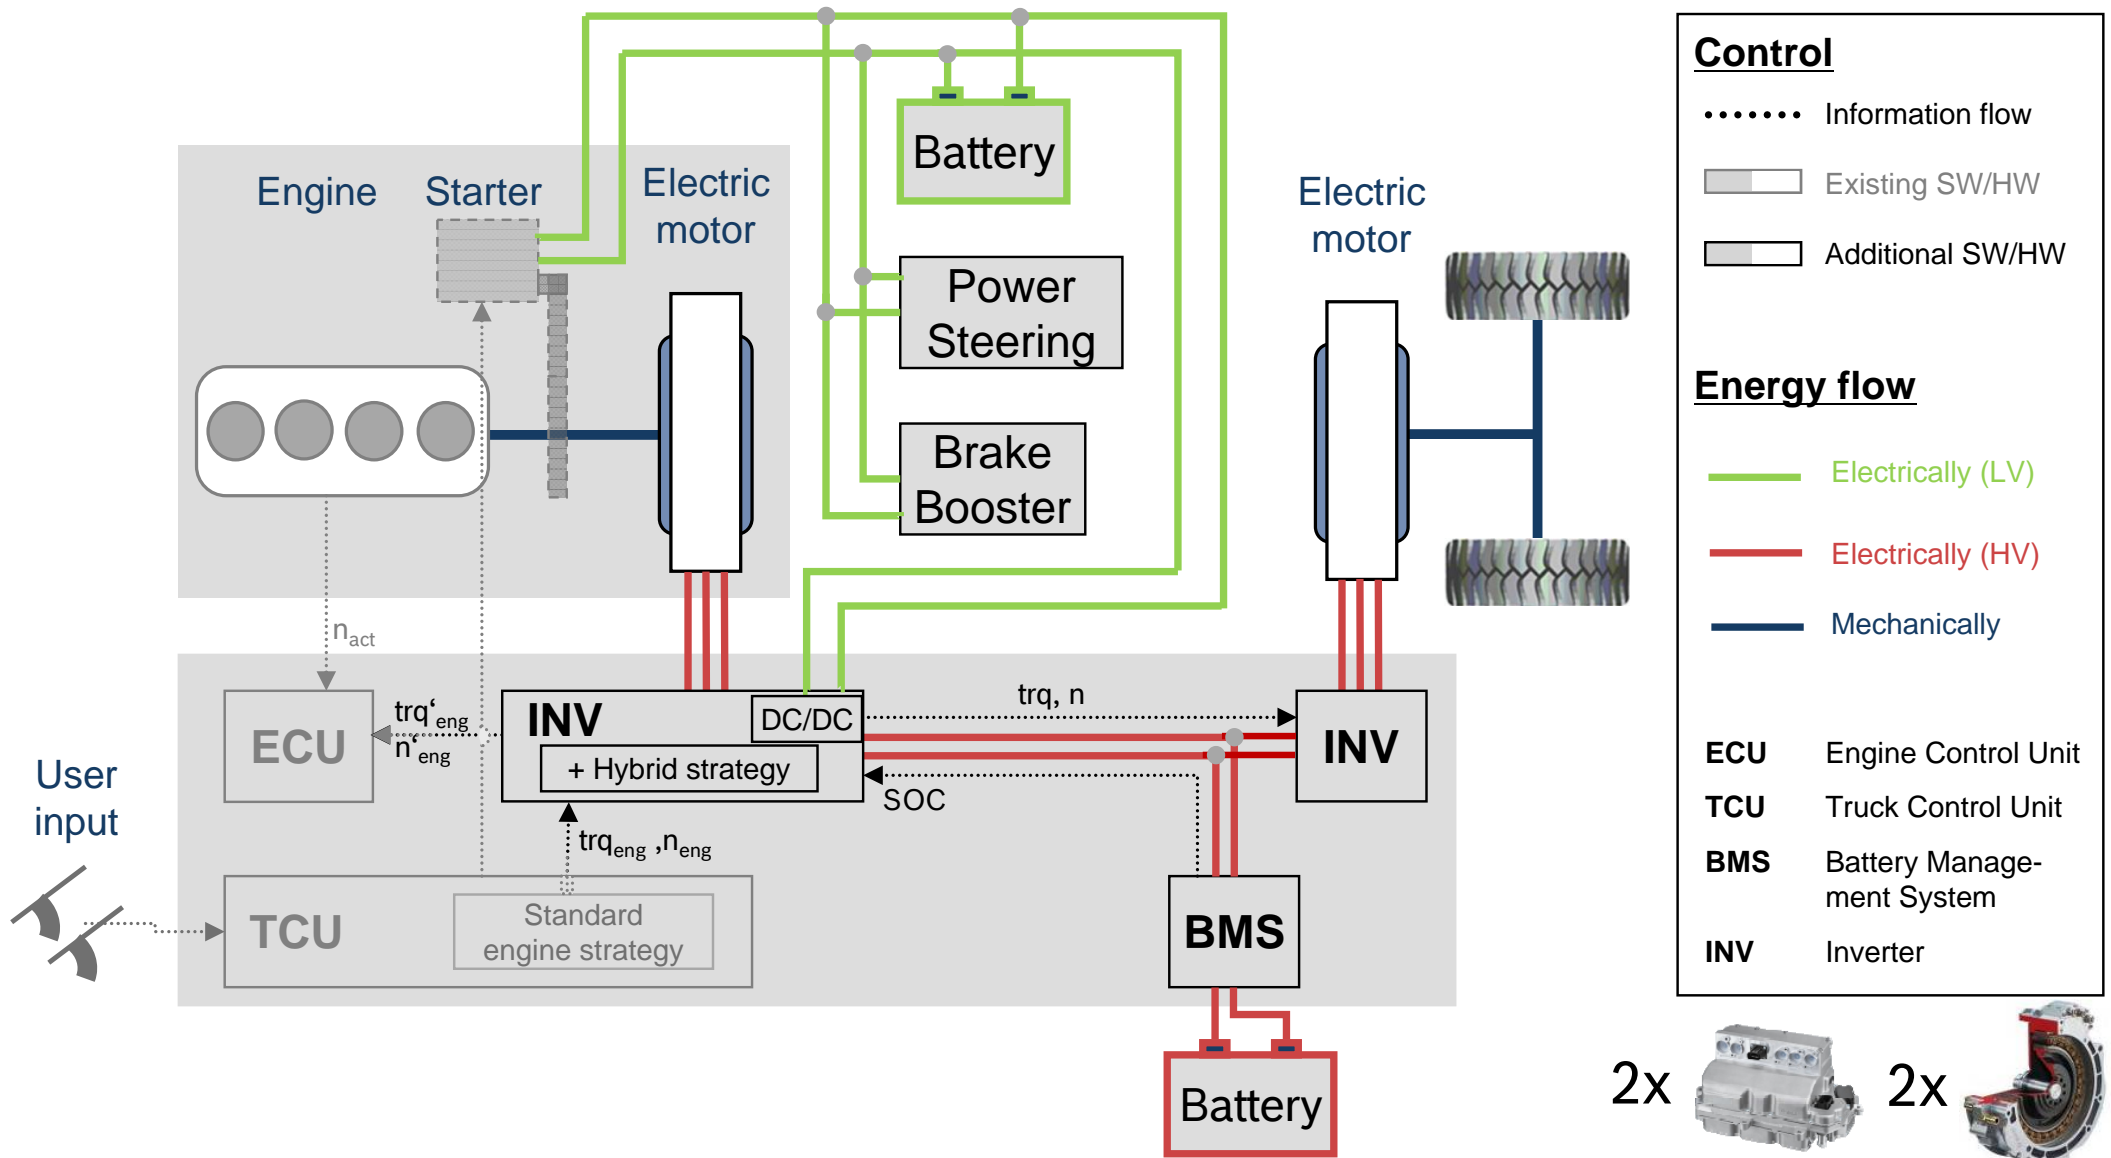 Engine
Starter
Electric
motor
Battery
Power
Steering
Brake
Booster
Electric
motor
n_act
ECU
trq‘_eng
n‘_eng
INV
DC/DC
+ Hybrid strategy
trq, n
SOC
INV
User
input
trq_eng ,n_eng
TCU
Standard
engine strategy
BMS
Battery
Control
Information flow
Existing SW/HW
Additional SW/HW
Energy flow
Electrically (LV)
Electrically (HV)
Mechanically
ECU Engine Control Unit
TCU Truck Control Unit
BMS Battery Manage-
ment System
INV Inverter
2x
2x